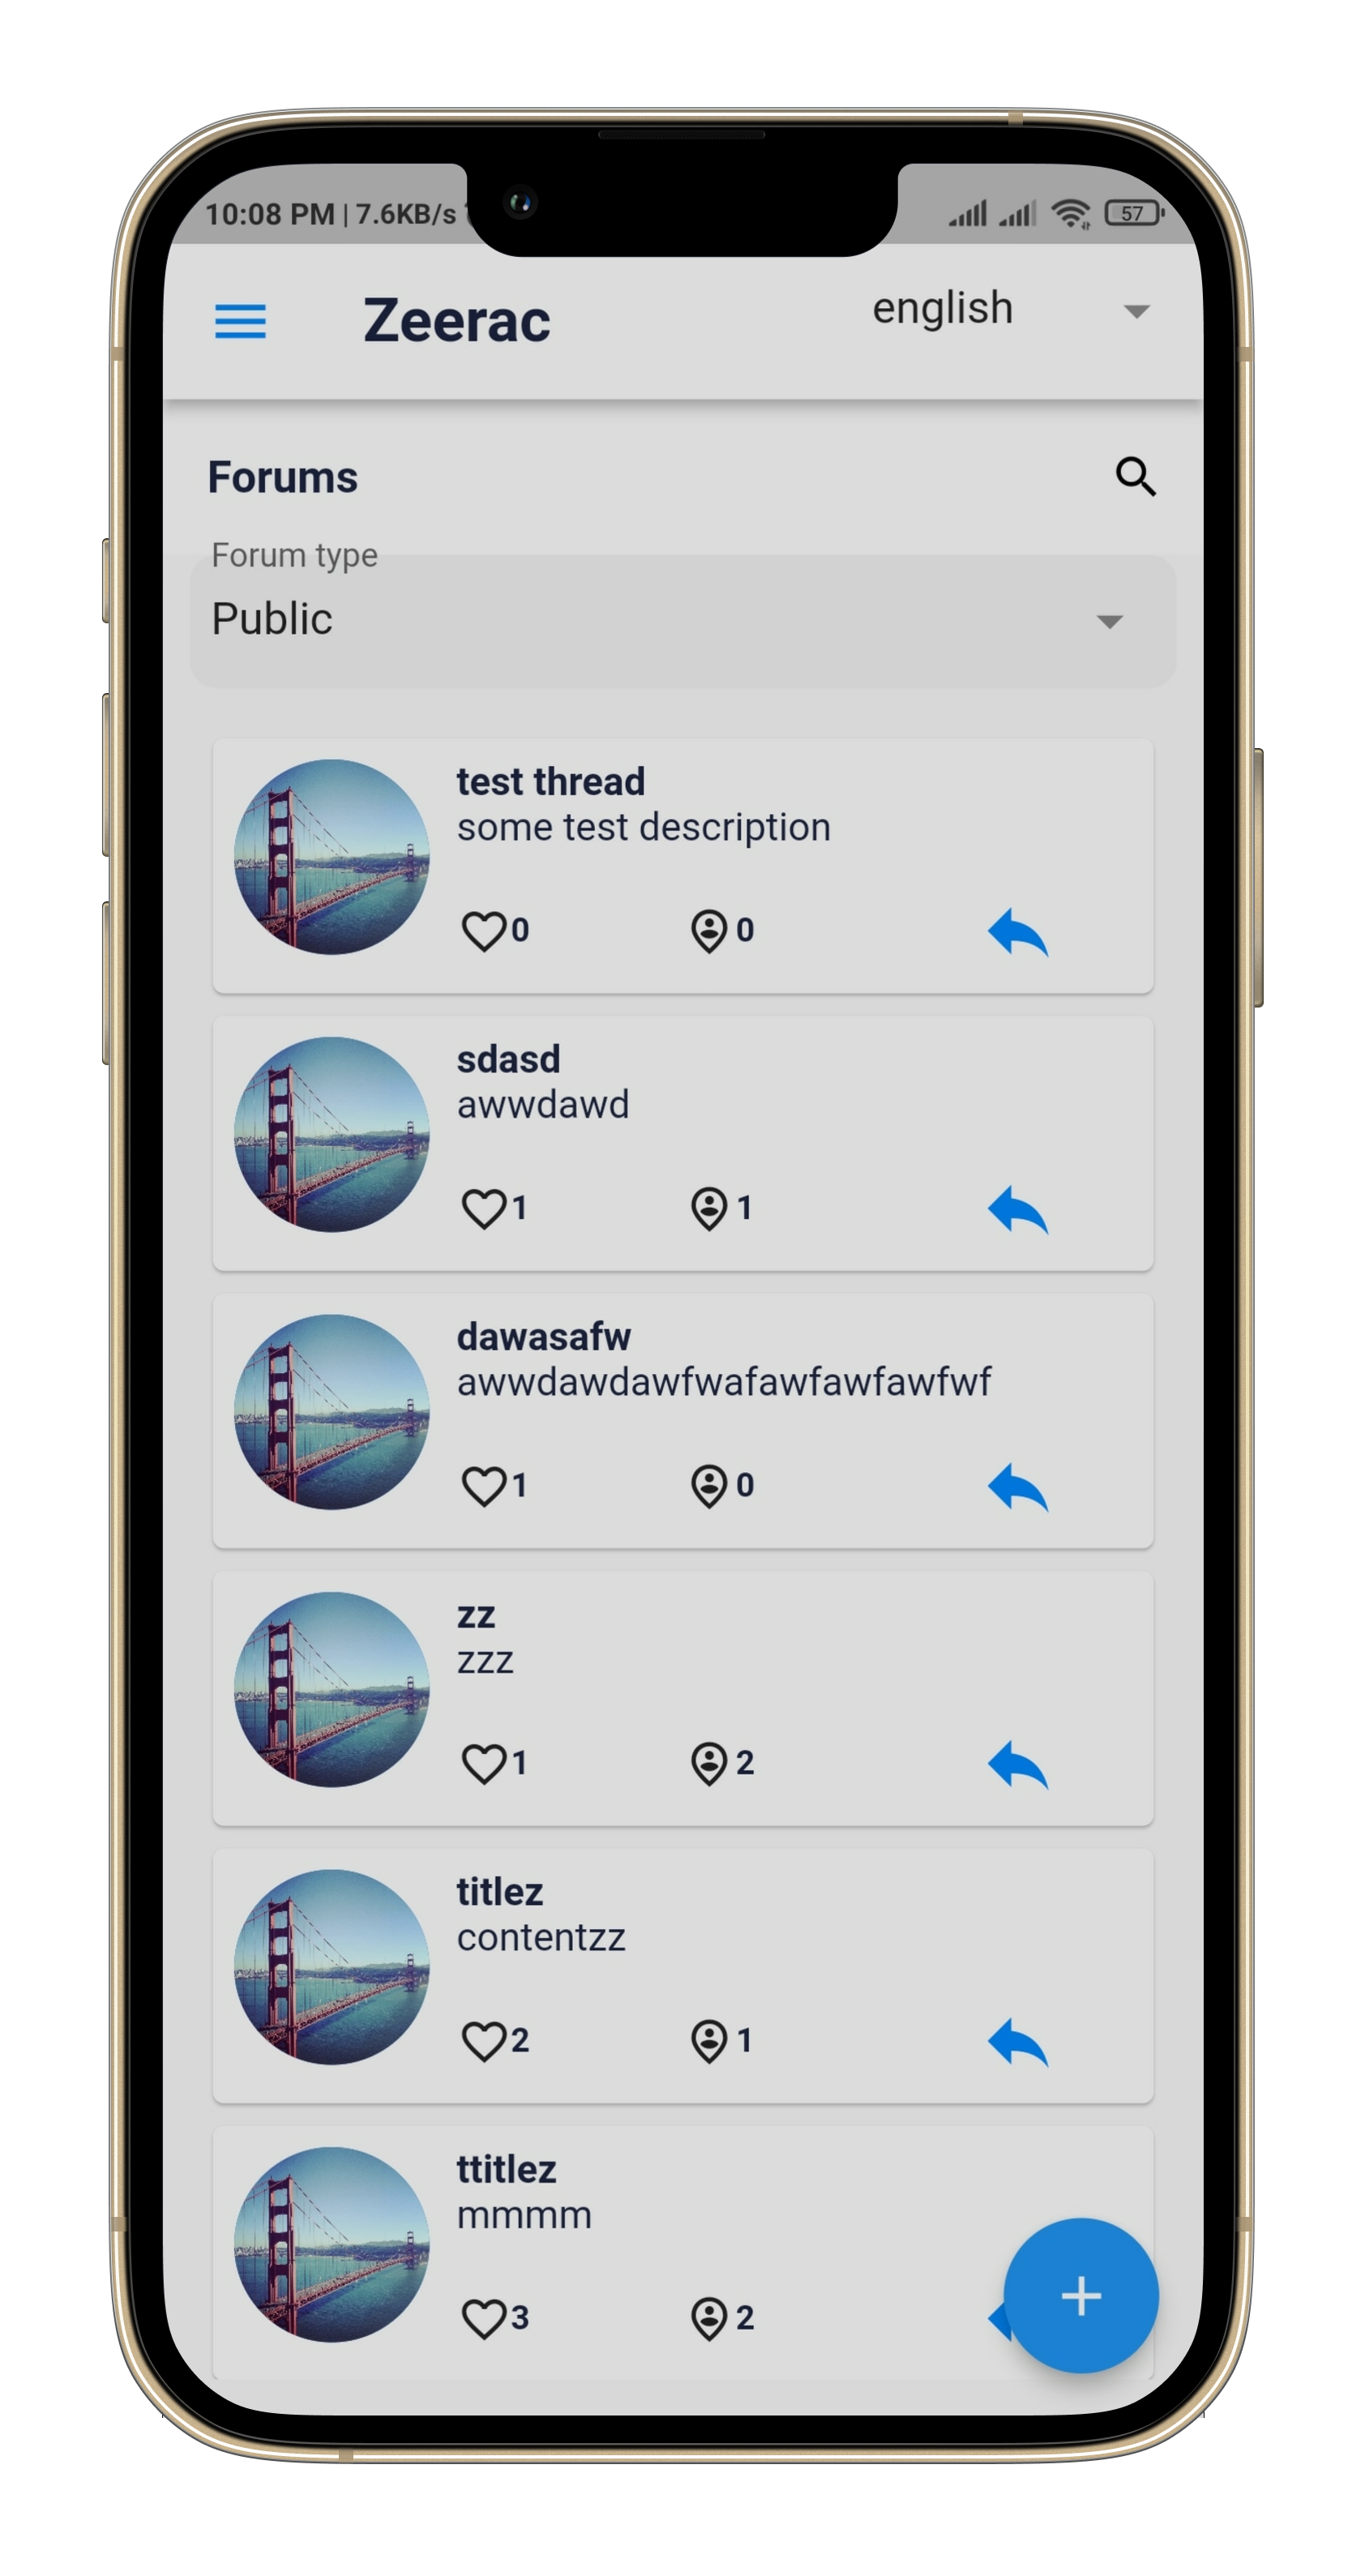 10:08 PM | 7.6KB/s
57
Zeerac
english
Forums
Forum type
Public
test thread
some test description
0
0
sdasd
awwdawd
1
1
dawasafw
awwdawdawfwafawfawfawfwf
1
0
zz
zzz
1
2
titlez
contentzz
2
1
ttitlez
mmmm
3
2